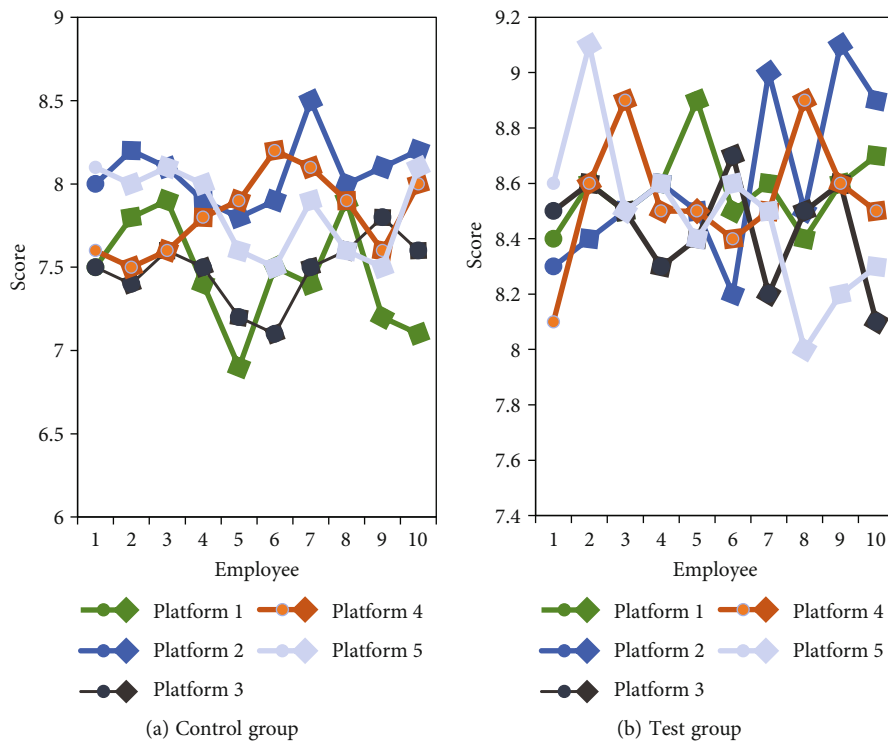 9
8.5
8
7.5
7
6.5
6
Score
1 2 3 4 5 6 7 8 9 10
Employee
Platform 1
Platform 4
Platform 2
Platform 5
Platform 3
(a) Control group
9.2
9
8.8
8.6
8.4
8.2
8
7.8
7.6
7.4
Score
1 2 3 4 5 6 7 8 9 10
Employee
Platform 1
Platform 4
Platform 2
Platform 5
Platform 3
(b) Test group